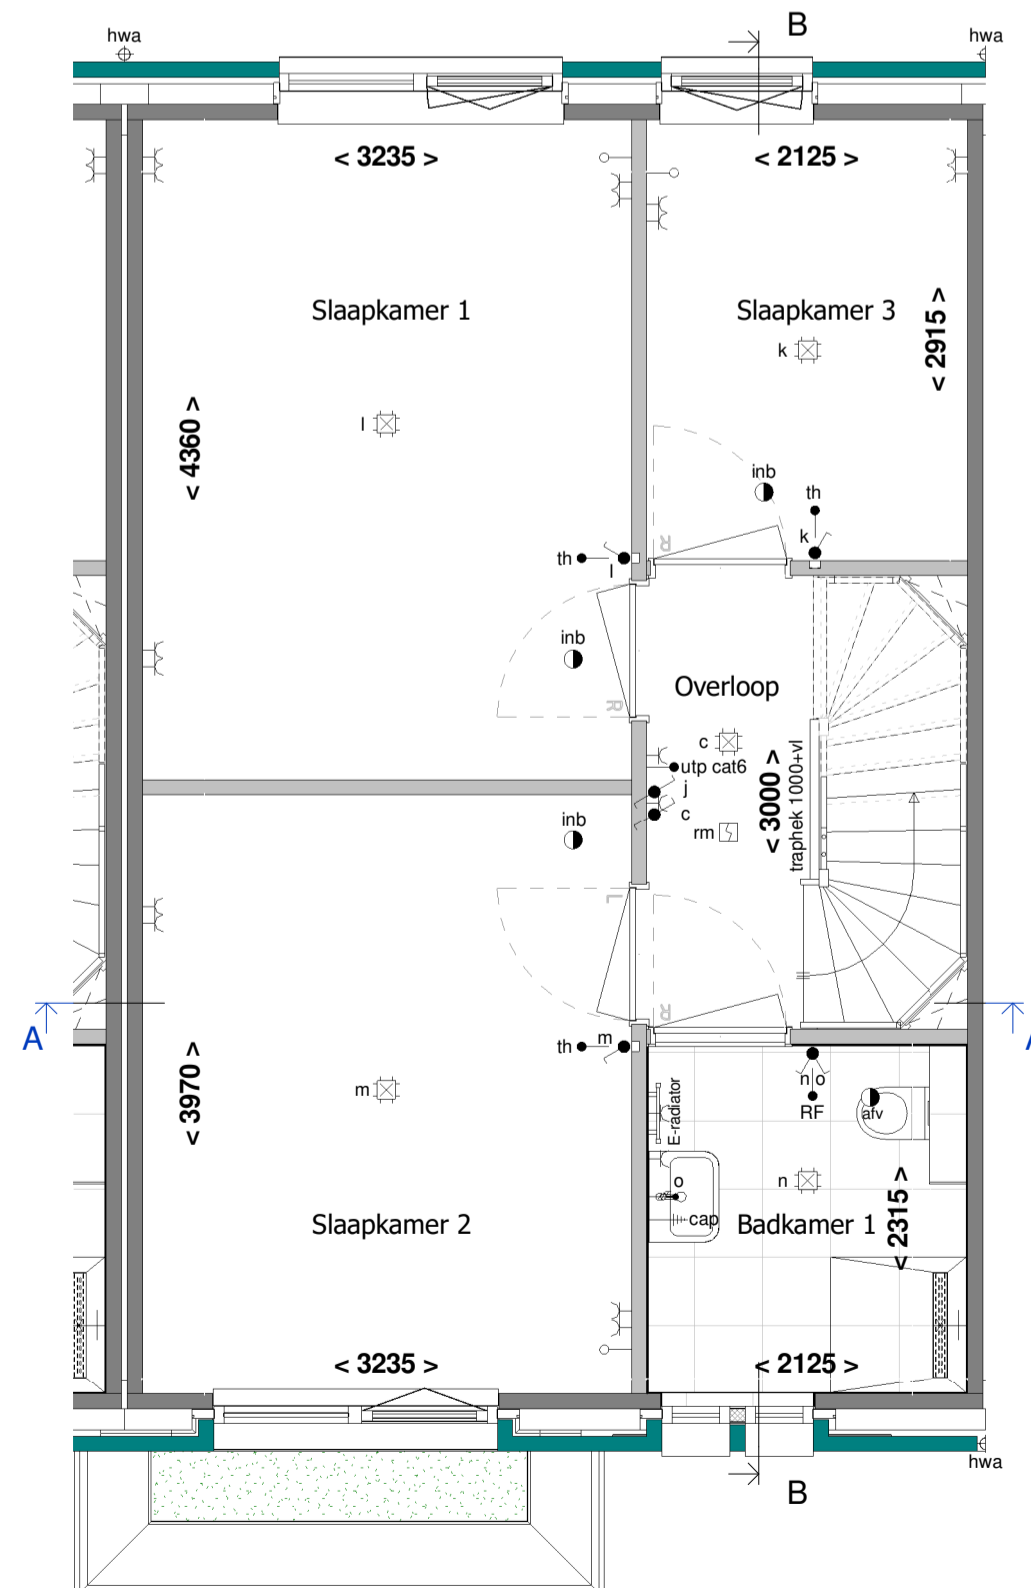 B
hwa
hwa
< 3235 >
< 2125 >
Slaapkamer 1
Slaapkamer 3
k
< 2915 >
< 4360 >
l
inb
th
k
R
th
l
inb
R
Overloop
c
utp cat6
j
c
rm
< 3000 >
traphek 1000+vl
inb
L
R
A
A
th
m
n o
RF
afv
E-radiator
m
< 3970 >
o
n
cap
Slaapkamer 2
Badkamer 1
< 2315 >
< 3235 >
< 2125 >
hwa
B